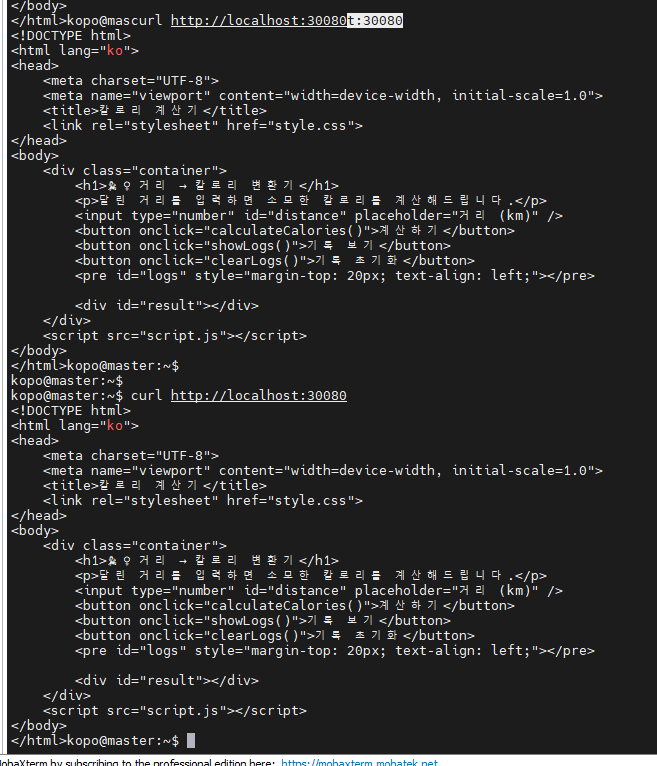 </body>
</html>kopo@mascurl http://localhost:30080t:30080
<!DOCTYPE html>
<html lang="ko">
<head>
    <meta charset="UTF-8">
    <meta name="viewport" content="width=device-width, initial-scale=1.0">
    <title>칼로리 계산기</title>
    <link rel="stylesheet" href="style.css">
</head>
<body>
    <div class="container">
        <h1>🏃♀ 거리 → 칼로리 변환기</h1>
        <p>달린 거리를 입력하면 소모한 칼로리를 계산해드립니다.</p>
        <input type="number" id="distance" placeholder="거리 (km)" />
        <button onclick="calculateCalories()">계산하기</button>
        <button onclick="showLogs()">기록 보기</button>
        <button onclick="clearLogs()">기록 초기화</button>
        <pre id="logs" style="margin-top: 20px; text-align: left;"></pre>

        <div id="result"></div>
    </div>
    <script src="script.js"></script>
</body>
</html>kopo@master:~$
kopo@master:~$
kopo@master:~$ curl http://localhost:30080
<!DOCTYPE html>
<html lang="ko">
<head>
    <meta charset="UTF-8">
    <meta name="viewport" content="width=device-width, initial-scale=1.0">
    <title>칼로리 계산기</title>
    <link rel="stylesheet" href="style.css">
</head>
<body>
    <div class="container">
        <h1>🏃♀ 거리 → 칼로리 변환기</h1>
        <p>달린 거리를 입력하면 소모한 칼로리를 계산해드립니다.</p>
        <input type="number" id="distance" placeholder="거리 (km)" />
        <button onclick="calculateCalories()">계산하기</button>
        <button onclick="showLogs()">기록 보기</button>
        <button onclick="clearLogs()">기록 초기화</button>
        <pre id="logs" style="margin-top: 20px; text-align: left;"></pre>

        <div id="result"></div>
    </div>
    <script src="script.js"></script>
</body>
</html>kopo@master:~$
MobaXterm by subscribing to the professional edition here: https://mobaxterm.mobatek.net